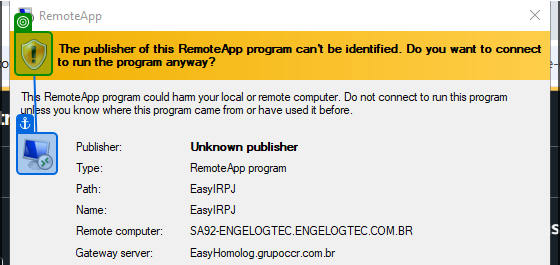 RemoteApp
The publisher of this RemoteApp program can't be identified. Do you want to connect
to run the program anyway?
This RemoteApp program could harm your local or remote computer. Do not connect to run this program
unless you know where this program came from or have used it before.
Publisher: Unknown publisher
Type: RemoteApp program
Path: EasyIRPJ
Name: EasyIRPJ
Remote computer: SA92-ENGELOGTEC.ENGELOGTEC.COM.BR
Gateway server: EasyHomolog.grupoccr.com.br